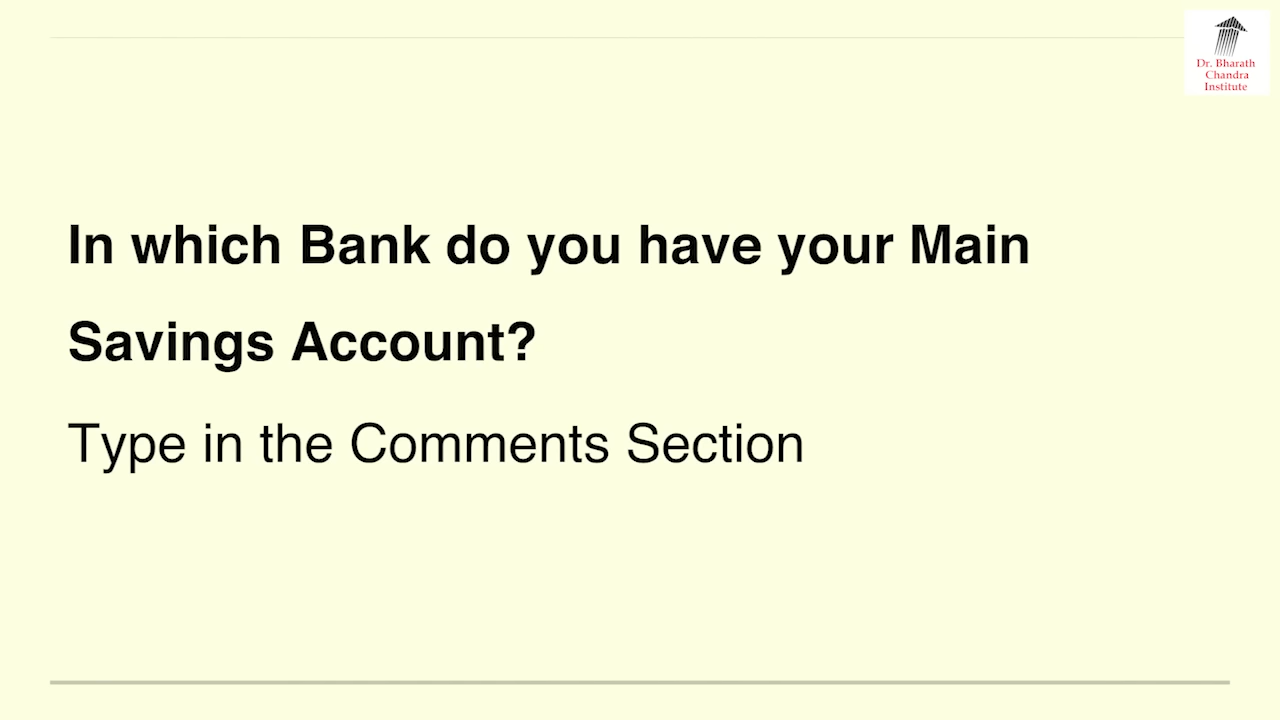 Dr. Bharath
Chandra
Institute
In which Bank do you have your Main
Savings Account?
Type in the Comments Section